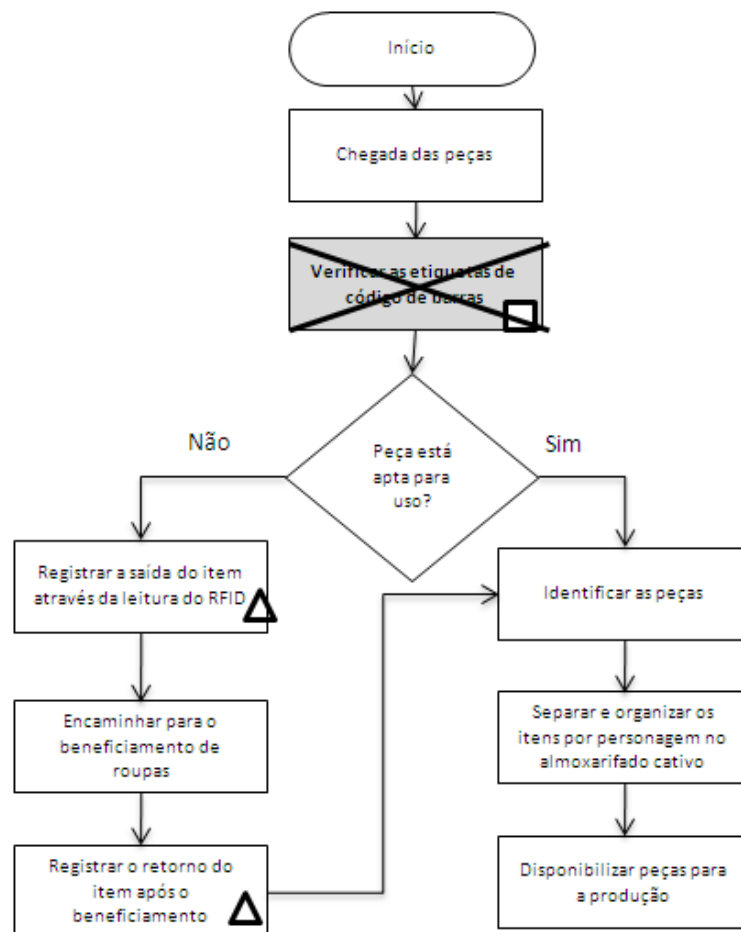 Início
Chegada das peças
Verificar as etiquetas de
código de barras
Não
Sim
Peça está
apta para
uso?
Registrar a saída do item
através da leitura do RFID
Identificar as peças
Encaminhar para o
beneficiamento de
roupas
Separar e organizar os
itens por personagem no
almoxarifado cativo
Registrar o retorno do
item após o
beneficiamento
Disponibilizar peças para
a produção